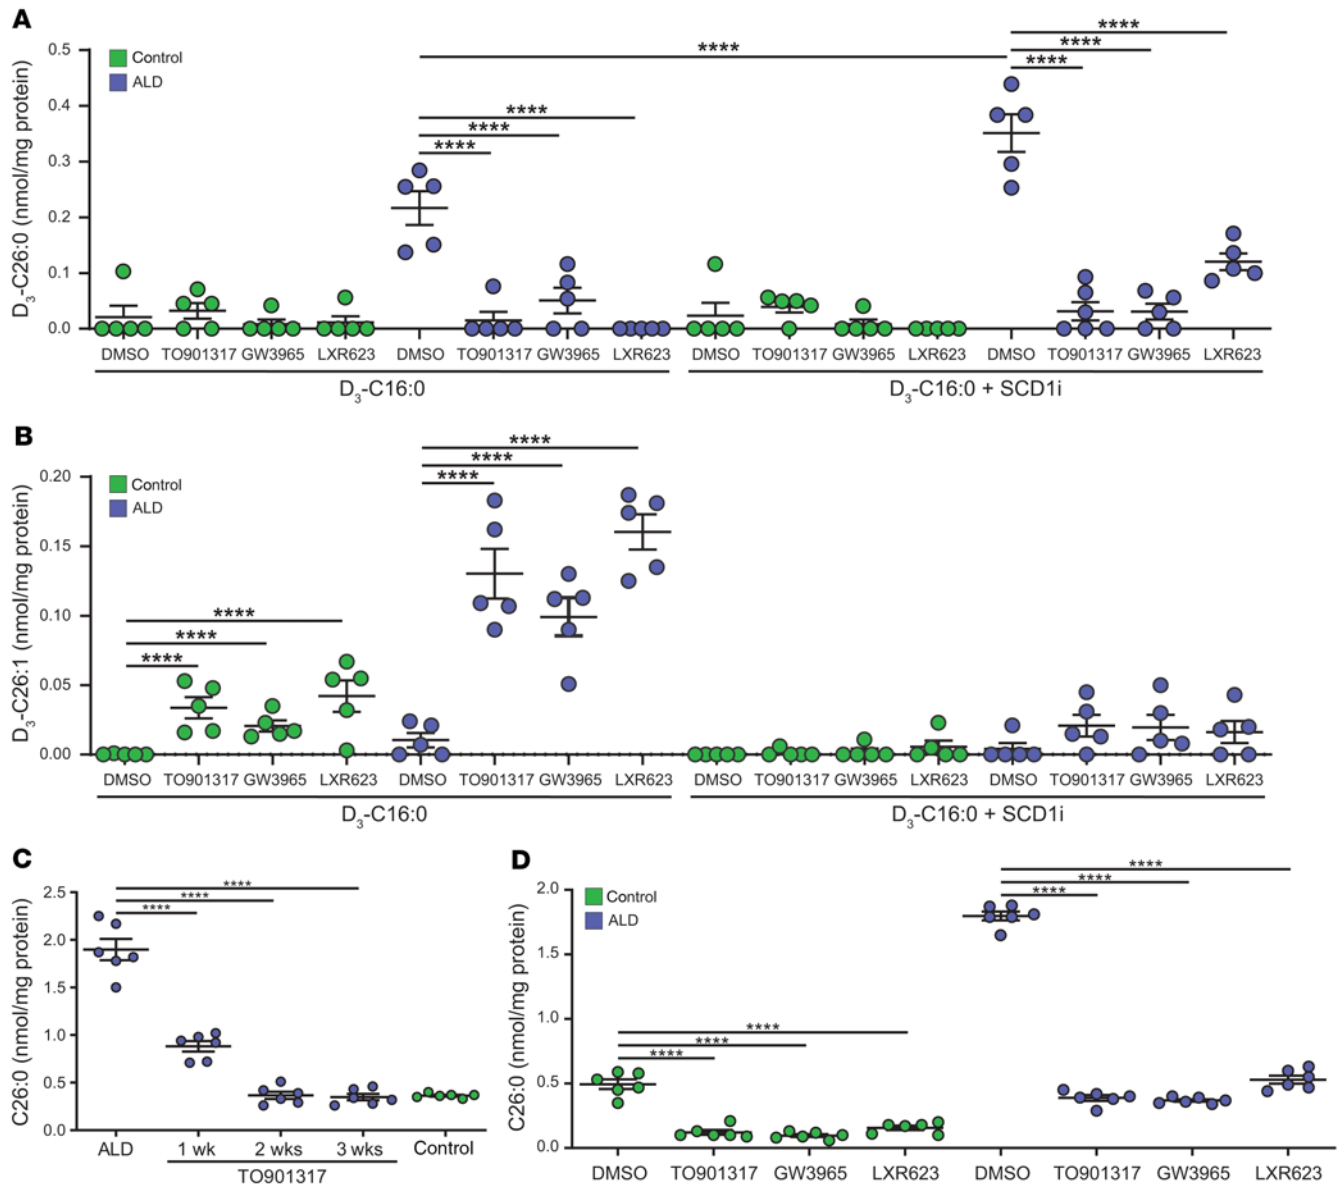 A
D3-C26:0 (nmol/mg protein)
0.5
0.4
0.3
0.2
0.1
0.0
Control
ALD
**** **** ****
**** **** **** ****
DMSO TO901317 GW3965 LXR623 DMSO TO901317 GW3965 LXR623 DMSO TO901317 GW3965 LXR623 DMSO TO901317 GW3965 LXR623
D3-C16:0 D3-C16:0 + SCD1i
B
D3-C26:1 (nmol/mg protein)
0.20
0.15
0.10
0.05
0.00
Control
ALD
**** **** ****
**** **** ****
DMSO TO901317 GW3965 LXR623 DMSO TO901317 GW3965 LXR623 DMSO TO901317 GW3965 LXR623 DMSO TO901317 GW3965 LXR623
D3-C16:0 D3-C16:0 + SCD1i
C
C26:0 (nmol/mg protein)
2.5
2.0
1.5
1.0
0.5
0.0
****
****
****
ALD 1 wk 2 wks 3 wks Control
TO901317
D
C26:0 (nmol/mg protein)
2.0
1.5
1.0
0.5
0.0
Control
ALD
**** **** ****
**** **** ****
DMSO TO901317 GW3965 LXR623 DMSO TO901317 GW3965 LXR623